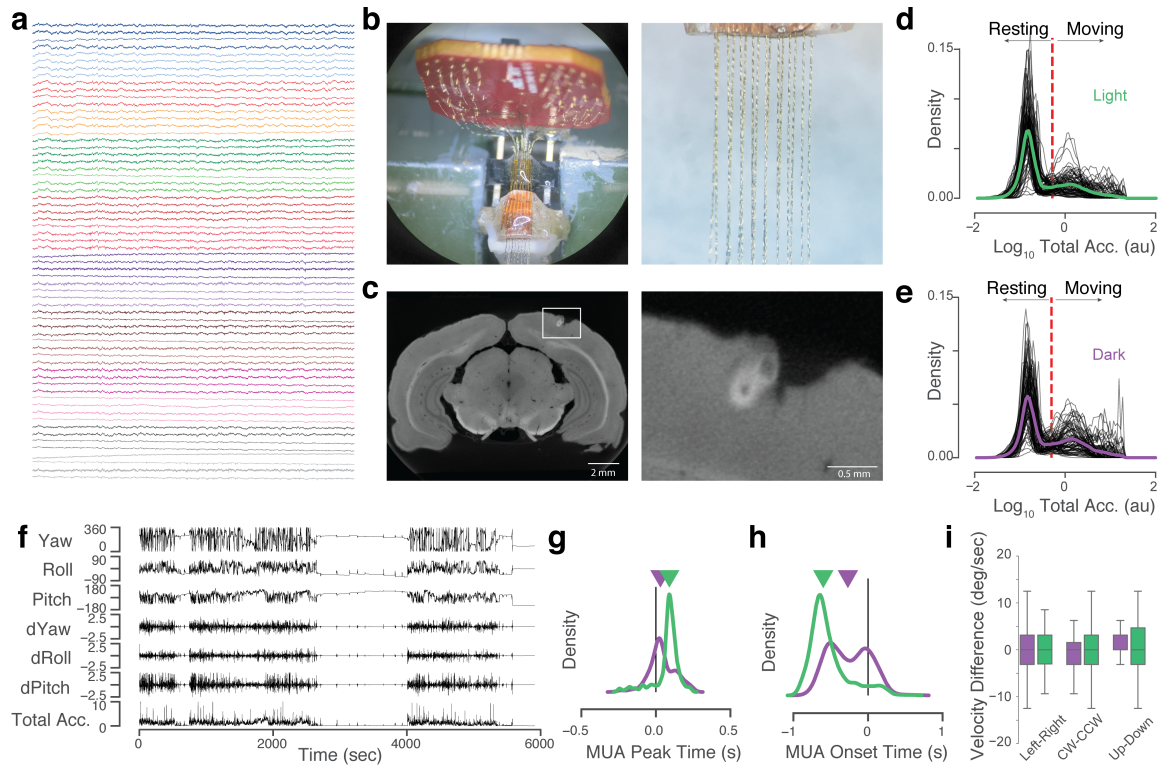 a
b
c
2 mm
0.5 mm
d
Resting Moving
0.15
Density
Light
0.00
−2 0 2
Log10 Total Acc. (au)
e
Resting Moving
0.15
Density
Dark
0.00
−2 0 2
Log10 Total Acc. (au)
f
Yaw 360 0
Roll 90 −90
Pitch 180 −180
dYaw 2.5 −2.5
dRoll 2.5 −2.5
dPitch 2.5 −2.5
Total Acc. 10 0
0 2000 4000 6000
Time (sec)
g
Density
−0.5 0 0.5
MUA Peak Time (s)
h
Density
−1 0 1
MUA Onset Time (s)
i
Velocity Difference (deg/sec)
20
10
0
−10
−20
Left-Right
CW-CCW
Up-Down